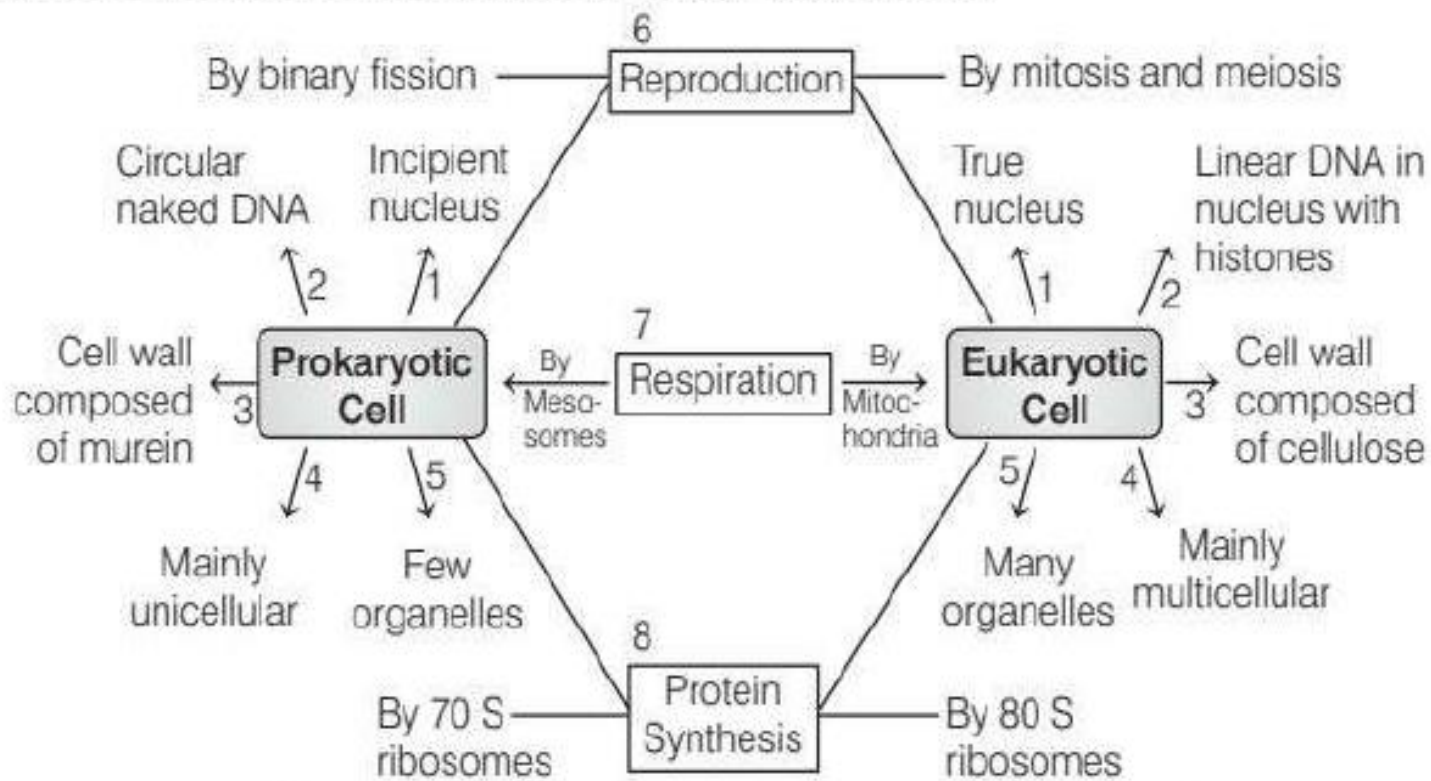 6
Reproduction
By binary fission
By mitosis and meiosis
Circular
naked DNA
Incipient
nucleus
True
nucleus
Linear DNA in
nucleus with
histones
2
1
1
2
Cell wall
composed
of murein
3
Prokaryotic
Cell
By
Meso-
somes
7
Respiration
By
Mitoc-
hondria
Eukaryotic
Cell
3
Cell wall
composed
of cellulose
4
5
5
4
Mainly
unicellular
Few
organelles
Many
organelles
Mainly
multicellular
8
Protein
Synthesis
By 70 S
ribosomes
By 80 S
ribosomes